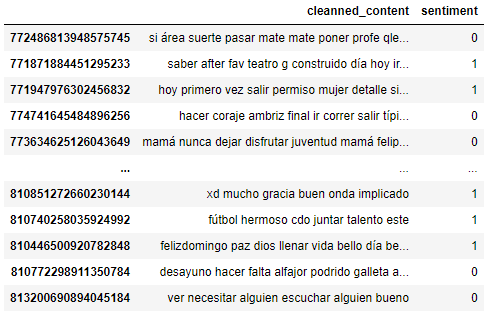 cleanned_content sentiment
772486813948575745 si área suerte pasar mate mate poner profe qle... 0
771871884451295233 saber after fav teatro g construido día hoy ir... 1
771947976302456832 hoy primero vez salir permiso mujer detalle si... 1
774741645484896256 hacer coraje ambriz final ir correr salir típi... 0
773634625126043649 mamá nunca dejar disfrutar juventud mamá felip... 0
... ... ...
810851272660230144 xd mucho gracia buen onda implicado 1
810740258035924992 fútbol hermoso cdo juntar talento este 1
810446500920782848 felizdomingo paz dios llenar vida bello día be... 1
810772298911350784 desayuno hacer falta alfajor podrido galleta a... 0
813200690894045184 ver necesitar alguien escuchar alguien bueno 0